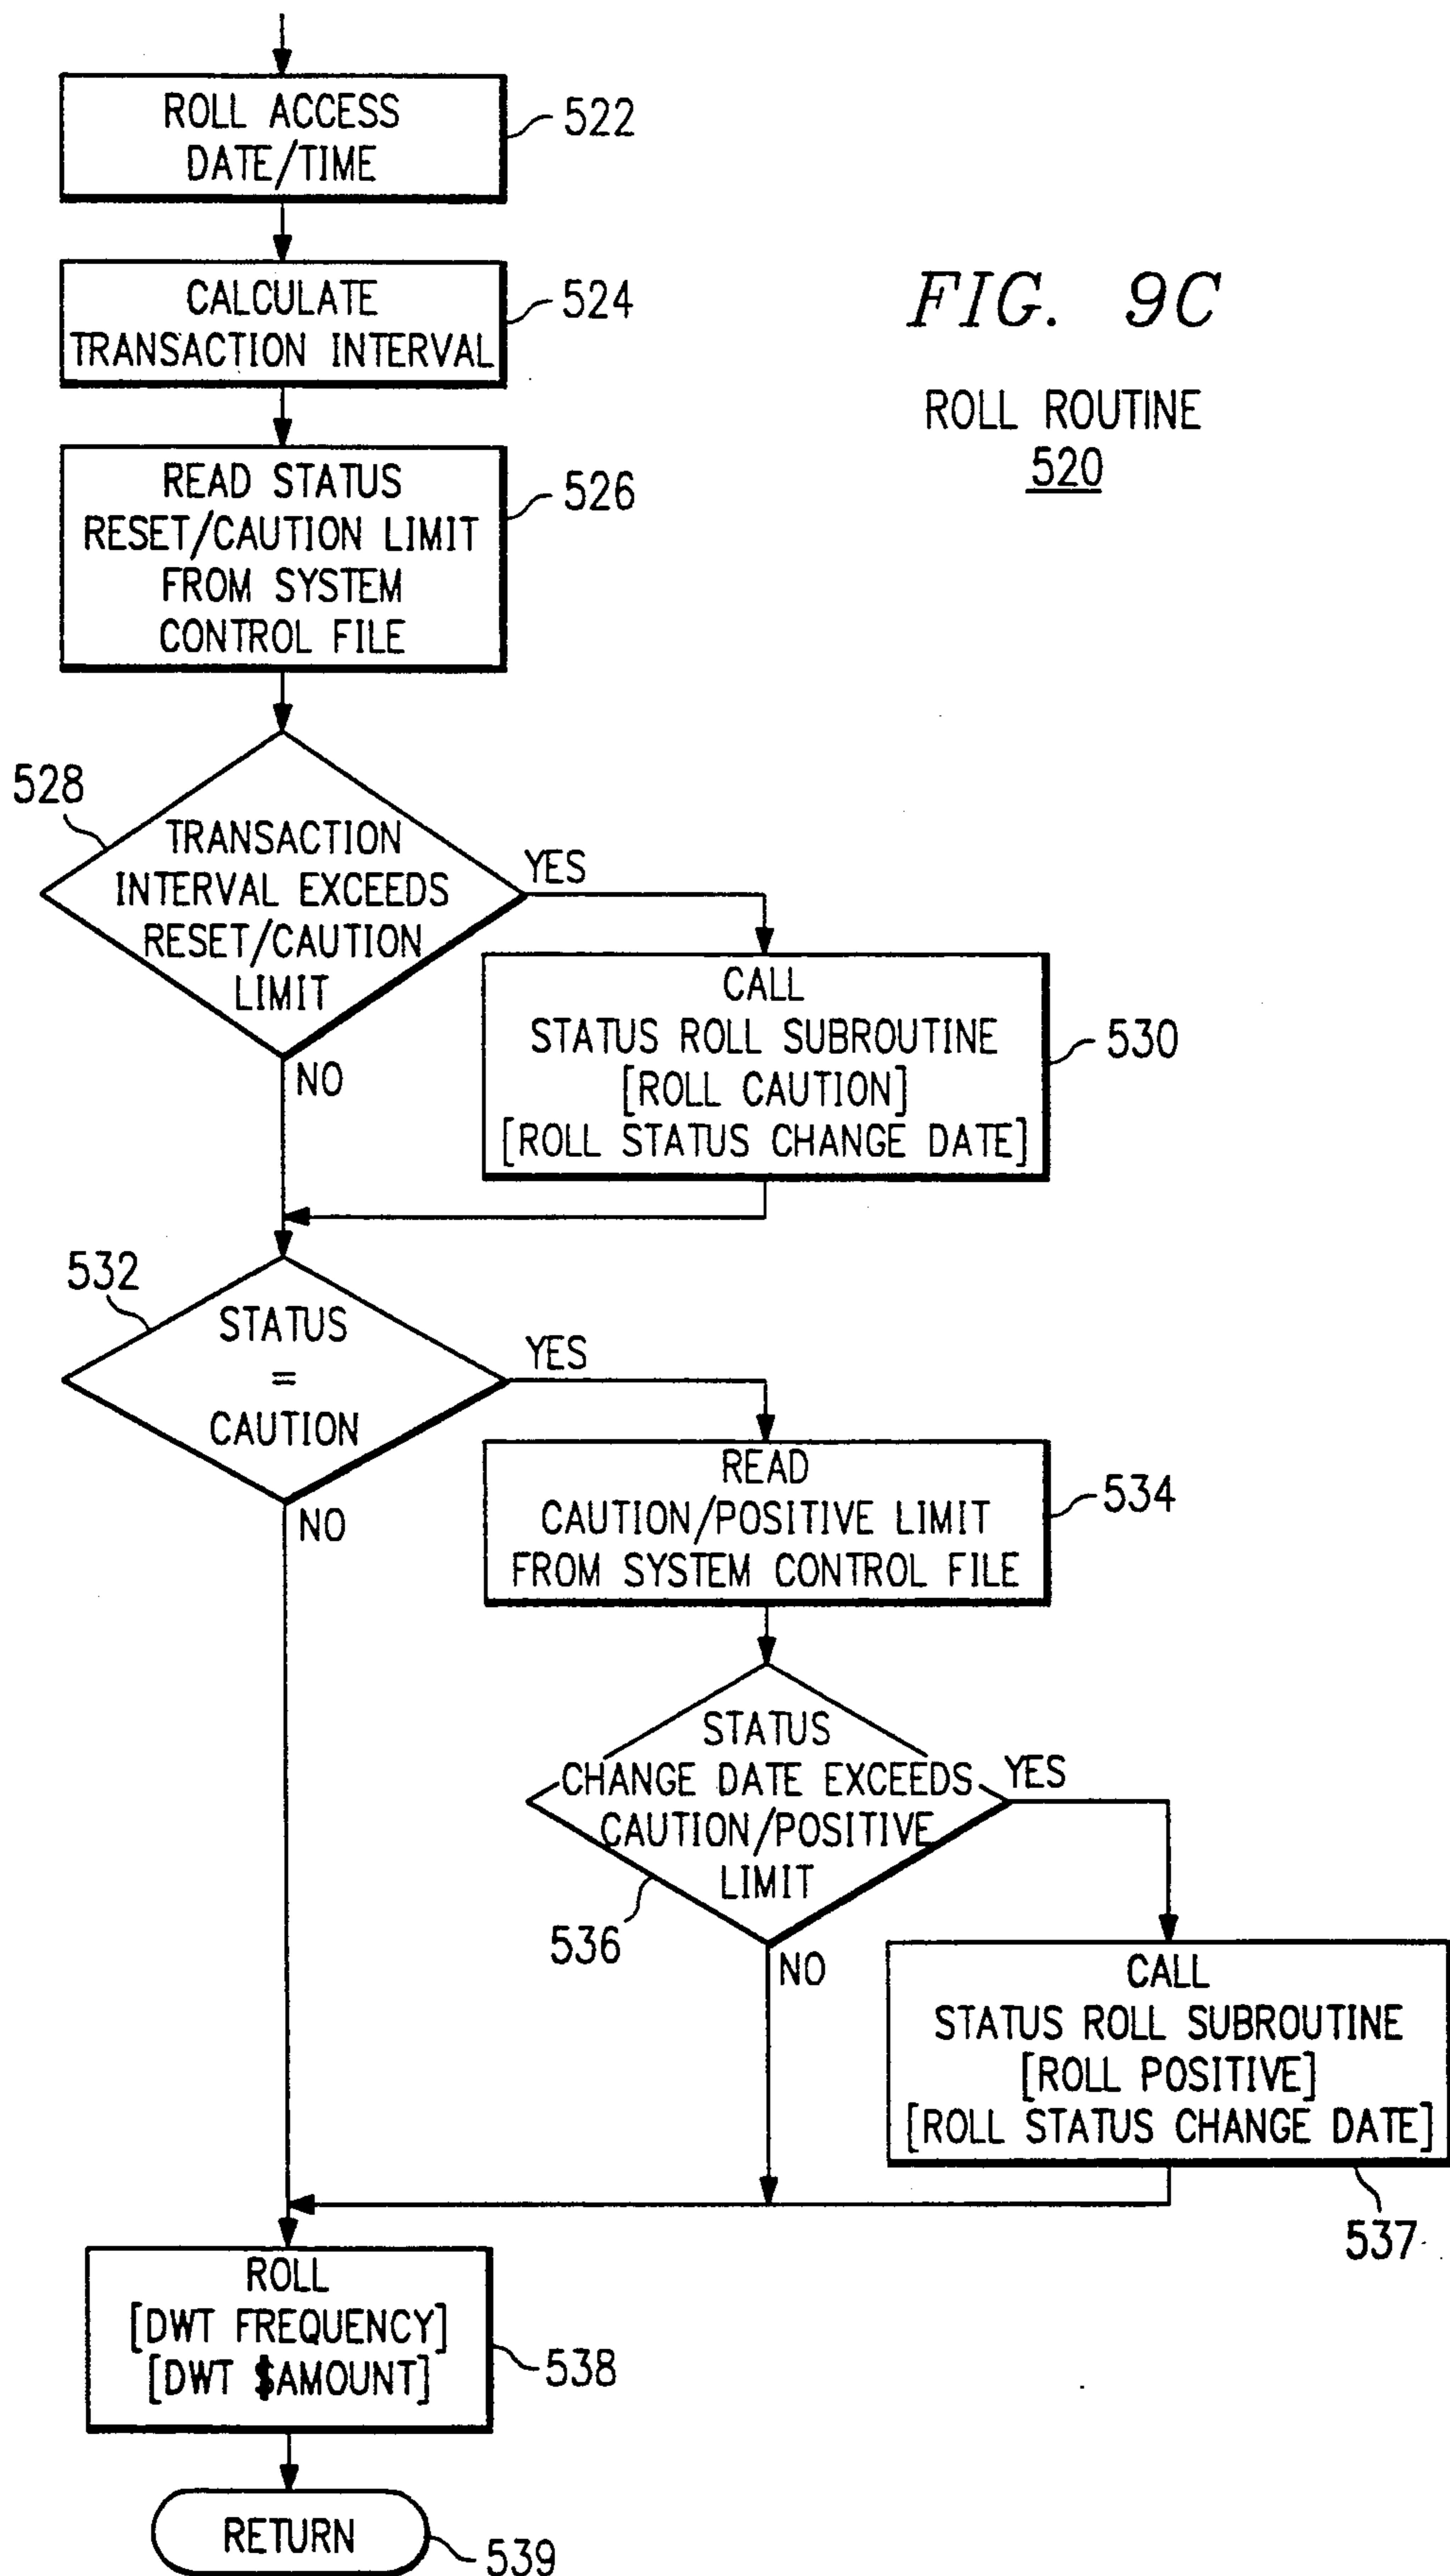 ROLL ACCESS
DATE/TIME
522
CALCULATE
TRANSACTION INTERVAL
524
FIG. 9C
ROLL ROUTINE
520
READ STATUS
RESET/CAUTION LIMIT
FROM SYSTEM
CONTROL FILE
526
528
TRANSACTION
INTERVAL EXCEEDS
RESET/CAUTION
LIMIT
YES
NO
CALL
STATUS ROLL SUBROUTINE
[ROLL CAUTION]
[ROLL STATUS CHANGE DATE]
530
532
STATUS
=
CAUTION
YES
NO
READ
CAUTION/POSITIVE LIMIT
FROM SYSTEM CONTROL FILE
534
STATUS
CHANGE DATE EXCEEDS
CAUTION/POSITIVE
LIMIT
YES
536
NO
CALL
STATUS ROLL SUBROUTINE
[ROLL POSITIVE]
[ROLL STATUS CHANGE DATE]
537
ROLL
[DWT FREQUENCY]
[DWT $AMOUNT]
538
RETURN
539